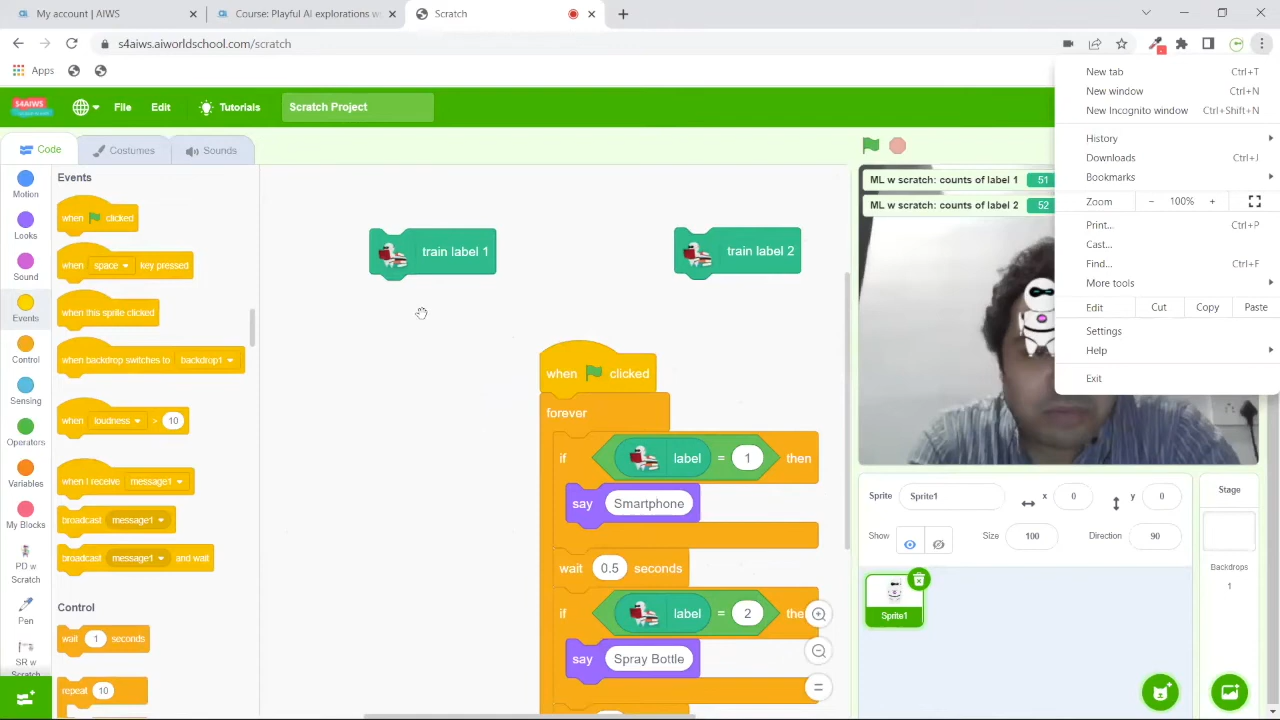 My account | AIWS
Course: Playful AI explorations w
Scratch
s4aiws.aiworldschool.com/scratch
Apps
New tab Ctrl+T
New window Ctrl+N
New Incognito window Ctrl+Shift+N
History
Downloads Ctrl+J
Bookmarks
Zoom − 100% +
Print... Ctrl+P
Cast...
Find... Ctrl+F
More tools
Edit Cut Copy Paste
Settings
Help
Exit
S4AIWS
File
Edit
Tutorials
Scratch Project
Code
Costumes
Sounds
Motion
Looks
Sound
Events
Control
Sensing
Operators
Variables
My Blocks
PD w
Scratch
Pen
SR w
Scratch
Events
when clicked
when space key pressed
when this sprite clicked
when backdrop switches to backdrop1
when loudness > 10
when I receive message1
broadcast message1
broadcast message1 and wait
Control
wait 1 seconds
repeat 10
train label 1
train label 2
when clicked
forever
if label = 1 then
say Smartphone
wait 0.5 seconds
if label = 2 the
say Spray Bottle
ML w scratch: counts of label 1 51
ML w scratch: counts of label 2 52
Sprite Sprite1 x 0 y 0
Show Size 100 Direction 90
Sprite1
Stage
Backdrops
1